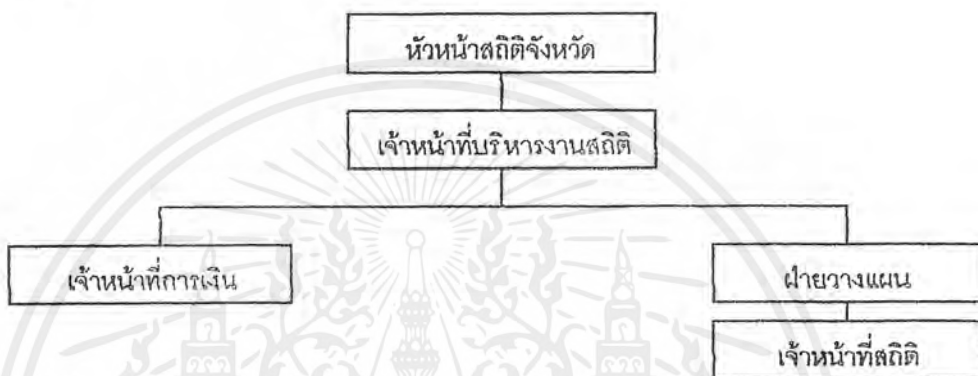 หัวหน้าสถิติจังหวัด
เจ้าหน้าที่บริหารงานสถิติ
เจ้าหน้าที่การเงิน
ฝ่ายวางแผน
เจ้าหน้าที่สถิติ